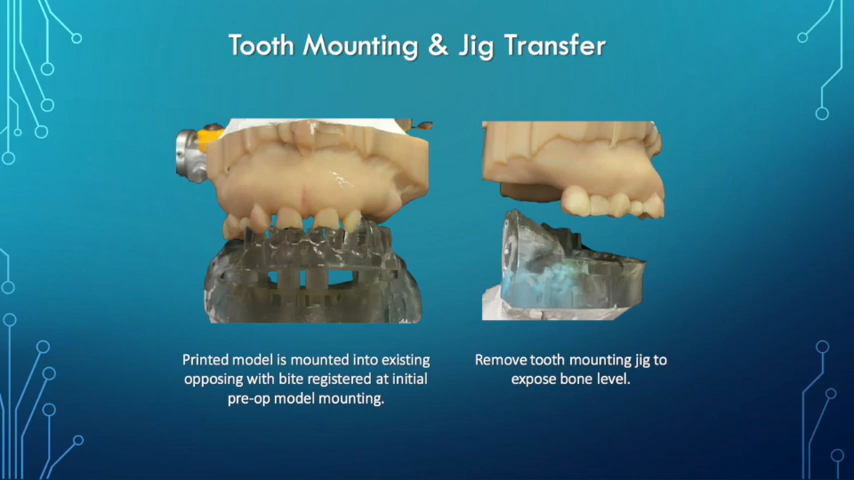 Tooth Mounting & Jig Transfer
Printed model is mounted into existing
opposing with bite registered at initial
pre-op model mounting.
Remove tooth mounting jig to
expose bone level.